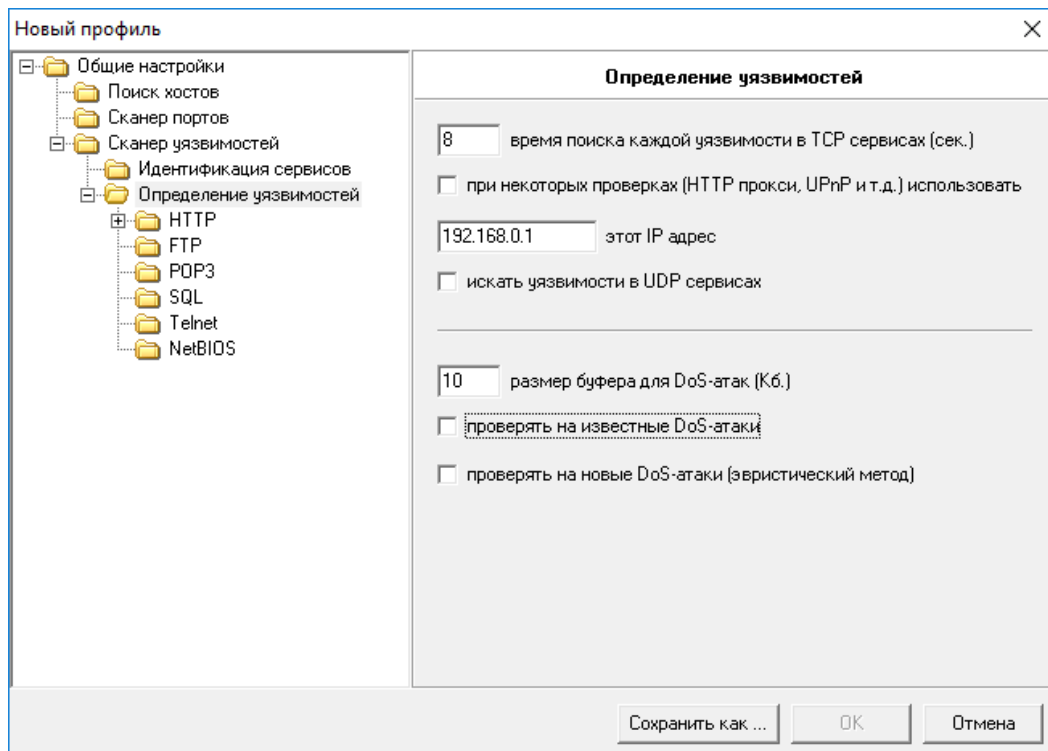 Новый профиль
Общие настройки
Поиск хостов
Сканер портов
Сканер уязвимостей
Идентификация сервисов
Определение уязвимостей
HTTP
FTP
POP3
SQL
Telnet
NetBIOS
Определение уязвимостей
8 время поиска каждой уязвимости в TCP сервисах (сек.)
при некоторых проверках (HTTP прокси, UPnP и т.д.) использовать
192.168.0.1 этот IP адрес
искать уязвимости в UDP сервисах
10 размер буфера для DoS-атак (Кб.)
проверять на известные DoS-атаки
проверять на новые DoS-атаки (эвристический метод)
Сохранить как ... OK Отмена